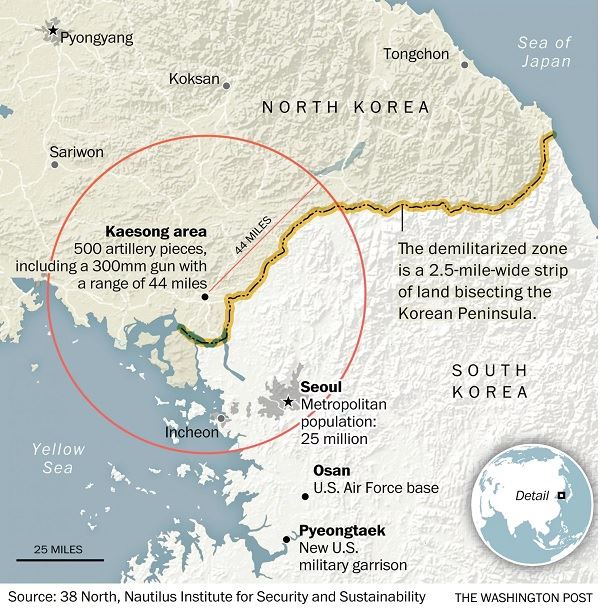 Pyongyang
Sea of
Japan
Tongchon
Koksan
NORTH KOREA
Sariwon
44 MILES
Kaesong area
500 artillery pieces,
including a 300mm gun with
a range of 44 miles
The demilitarized zone
is a 2.5-mile-wide strip
of land bisecting the
Korean Peninsula.
SOUTH
KOREA
Seoul
Metropolitan
population:
25 million
Incheon
Yellow
Sea
Osan
U.S. Air Force base
Detail
Pyeongtaek
New U.S.
military garrison
25 MILES
Source: 38 North, Nautilus Institute for Security and Sustainability
THE WASHINGTON POST